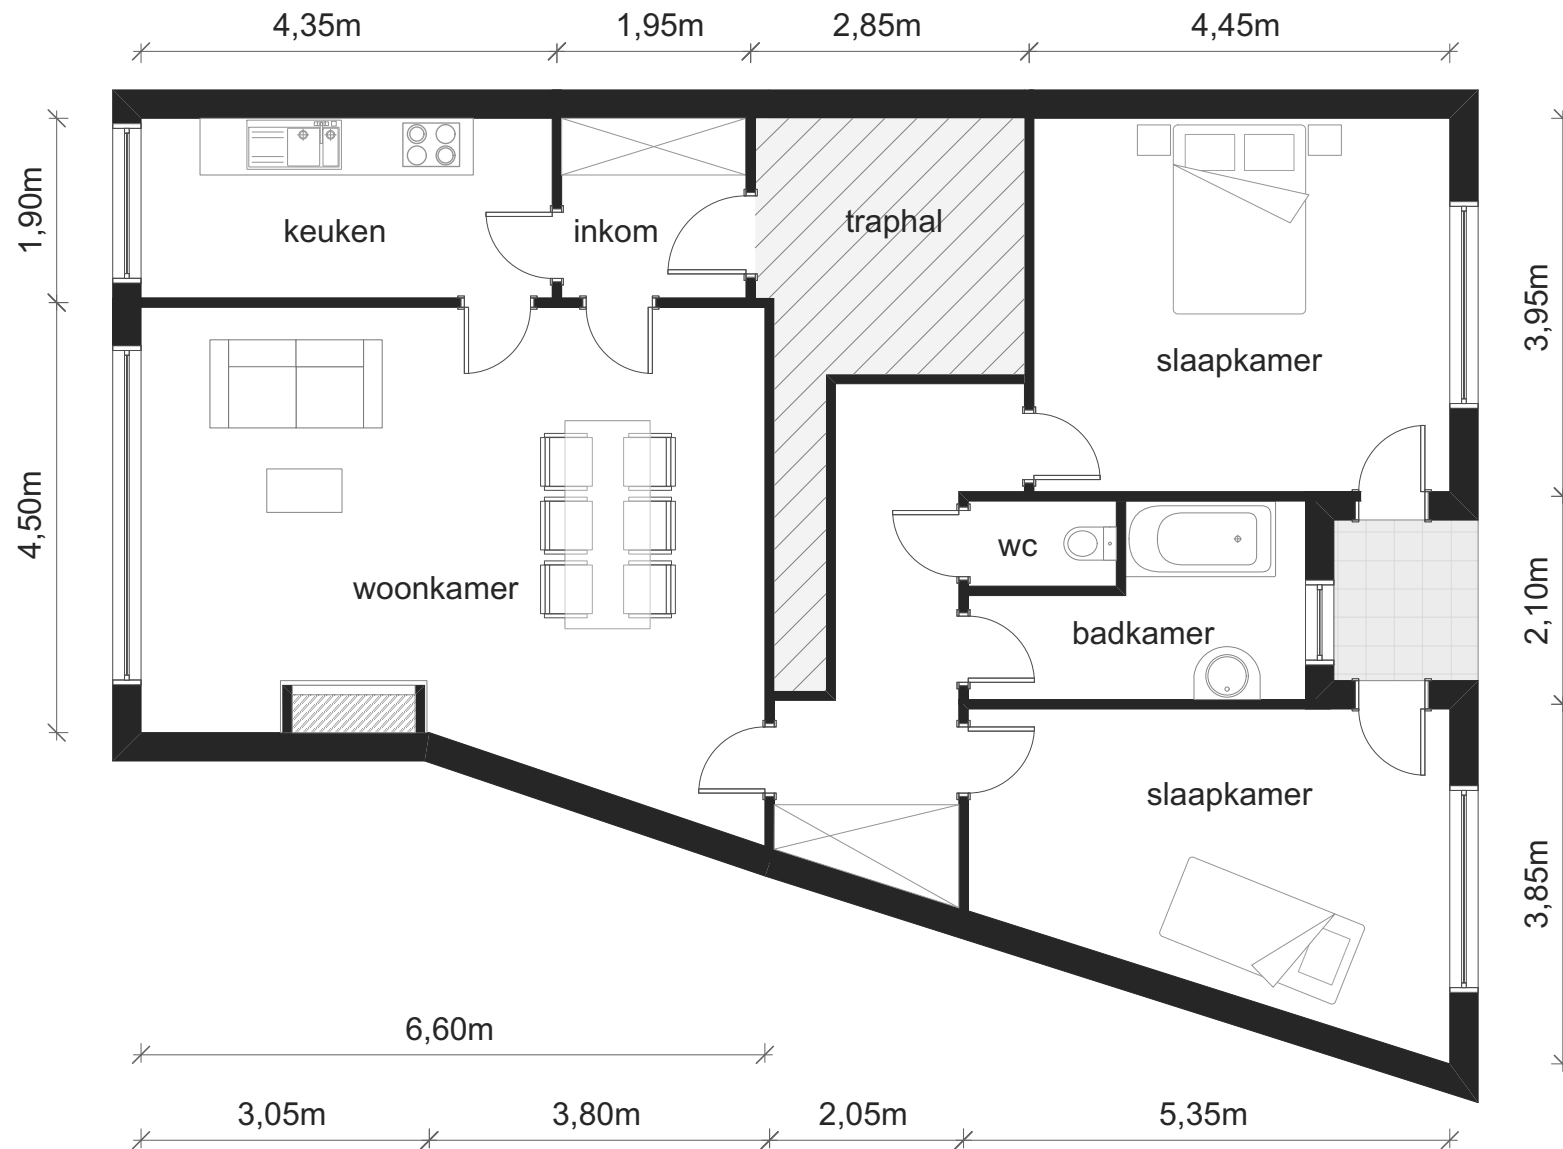 4,35m
1,95m
2,85m
4,45m
1,90m
keuken
inkom
traphal
3,95m
slaapkamer
4,50m
woonkamer
wc
badkamer
2,10m
slaapkamer
3,85m
6,60m
3,05m
3,80m
2,05m
5,35m